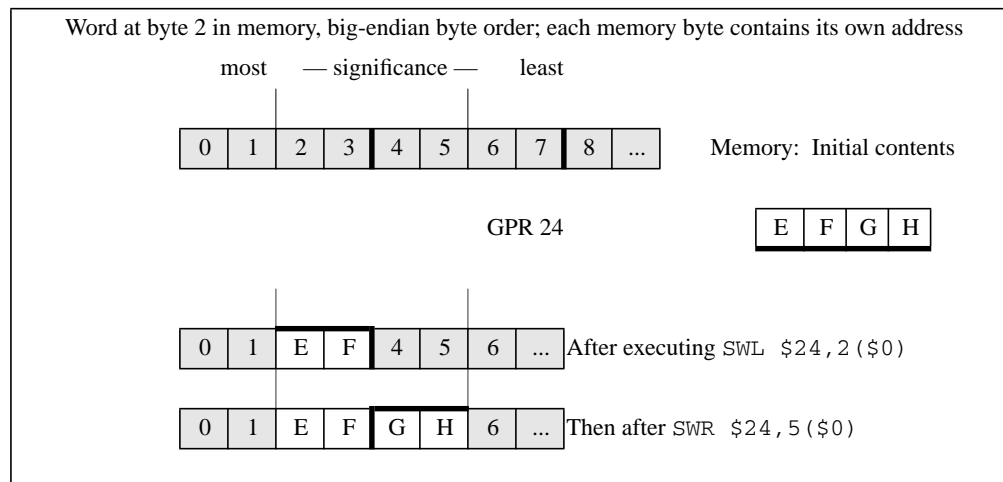 Word at byte 2 in memory, big-endian byte order; each memory byte contains its own address
most — significance — least
0 1 2 3 4 5 6 7 8 ... Memory: Initial contents
GPR 24 E F G H
0 1 E F 4 5 6 ... After executing SWL $24,2($0)
0 1 E F G H 6 ... Then after SWR $24,5($0)